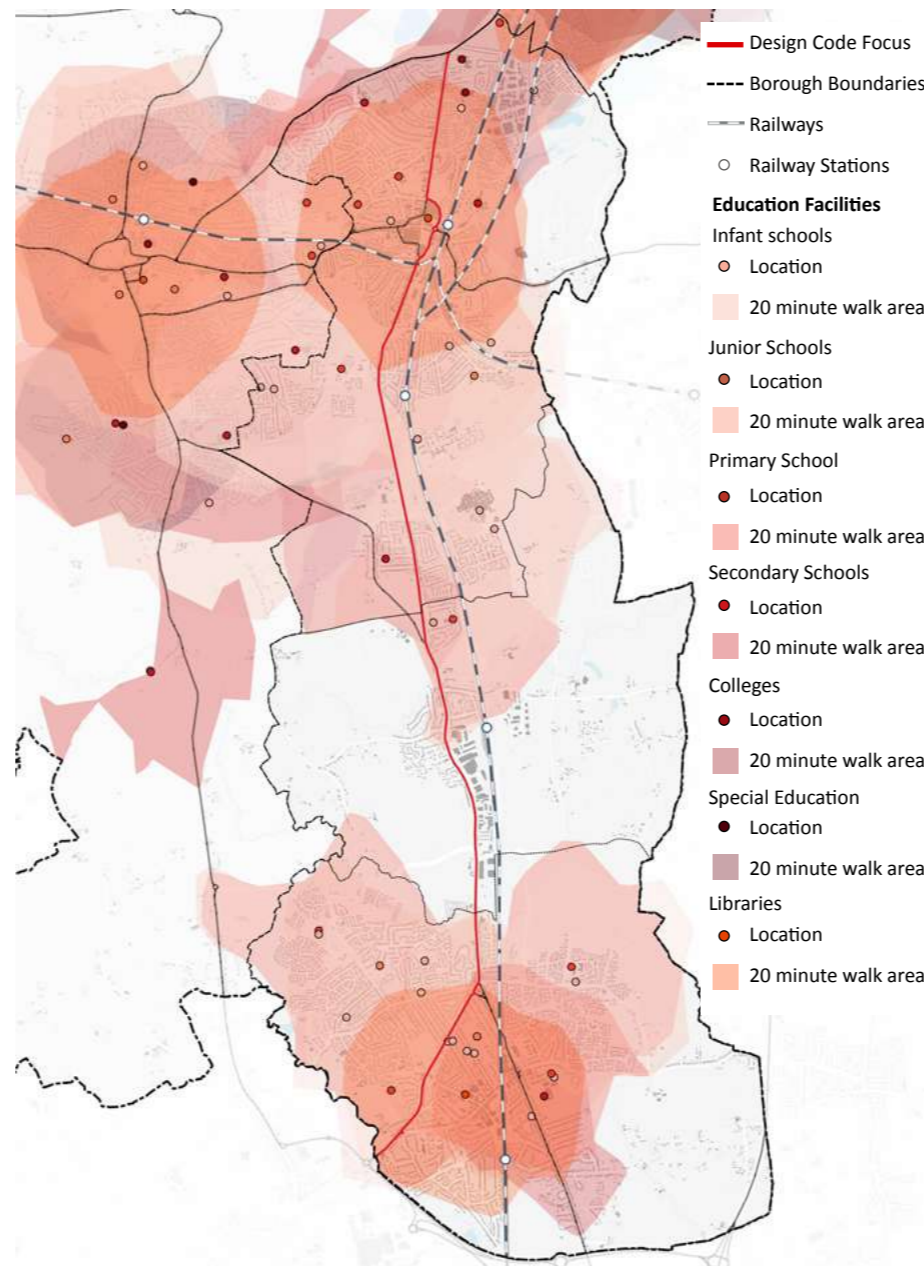 Design Code Focus
Borough Boundaries
Railways
Railway Stations
Education Facilities
Infant schools
Location
20 minute walk area
Junior Schools
Location
20 minute walk area
Primary School
Location
20 minute walk area
Secondary Schools
Location
20 minute walk area
Colleges
Location
20 minute walk area
Special Education
Location
20 minute walk area
Libraries
Location
20 minute walk area